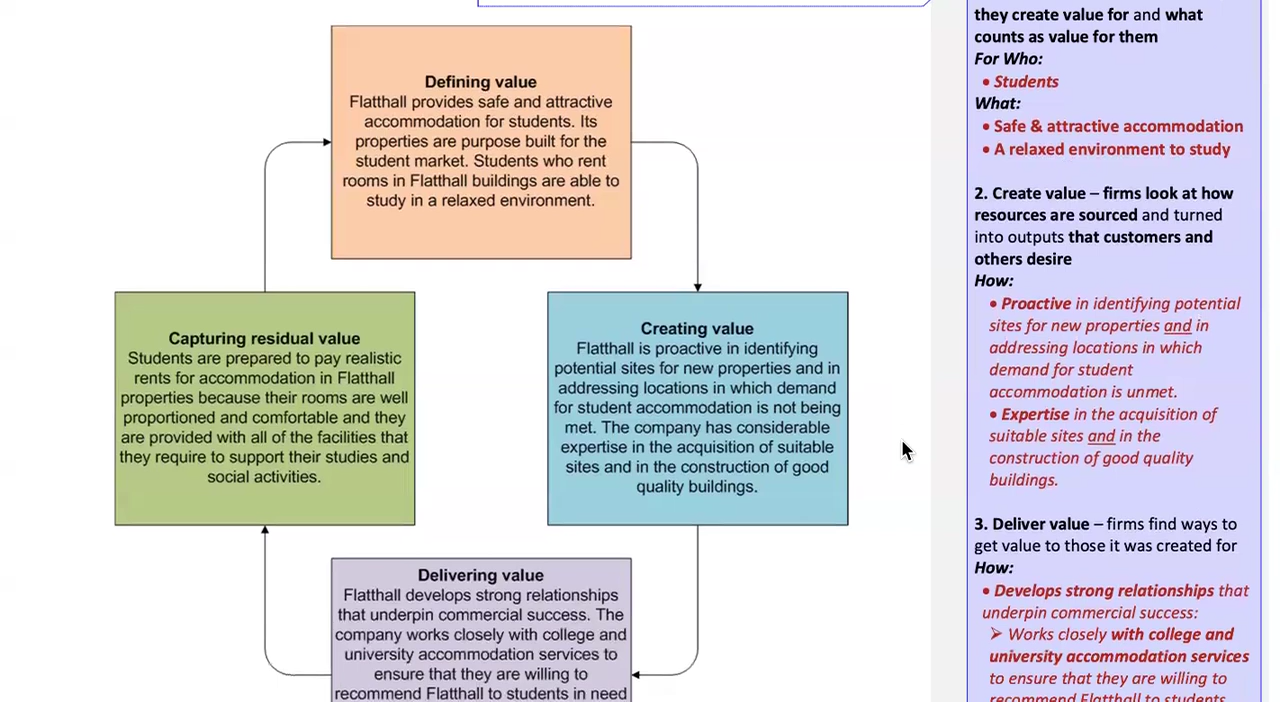 Defining value
Flatthall provides safe and attractive
accommodation for students. Its
properties are purpose built for the
student market. Students who rent
rooms in Flatthall buildings are able to
study in a relaxed environment.
Capturing residual value
Students are prepared to pay realistic
rents for accommodation in Flatthall
properties because their rooms are well
proportioned and comfortable and they
are provided with all of the facilities that
they require to support their studies and
social activities.
Creating value
Flatthall is proactive in identifying
potential sites for new properties and in
addressing locations in which demand
for student accommodation is not being
met. The company has considerable
expertise in the acquisition of suitable
sites and in the construction of good
quality buildings.
Delivering value
Flatthall develops strong relationships
that underpin commercial success. The
company works closely with college and
university accommodation services to
ensure that they are willing to
recommend Flatthall to students in need
they create value for and what
counts as value for them
For Who:
• Students
What:
• Safe & attractive accommodation
• A relaxed environment to study
2. Create value – firms look at how
resources are sourced and turned
into outputs that customers and
others desire
How:
• Proactive in identifying potential
sites for new properties and in
addressing locations in which
demand for student
accommodation is unmet.
• Expertise in the acquisition of
suitable sites and in the
construction of good quality
buildings.
3. Deliver value – firms find ways to
get value to those it was created for
How:
• Develops strong relationships that
underpin commercial success:
➢ Works closely with college and
university accommodation services
to ensure that they are willing to
recommend Flatthall to students